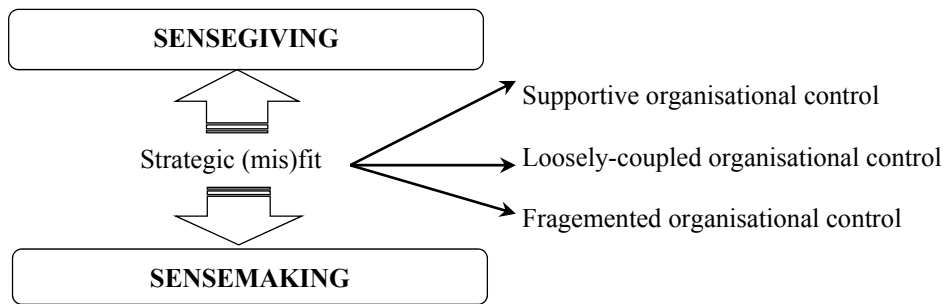 SENSEGIVING
Supportive organisational control
Strategic (mis)fit
Loosely-coupled organisational control
Fragemented organisational control
SENSEMAKING